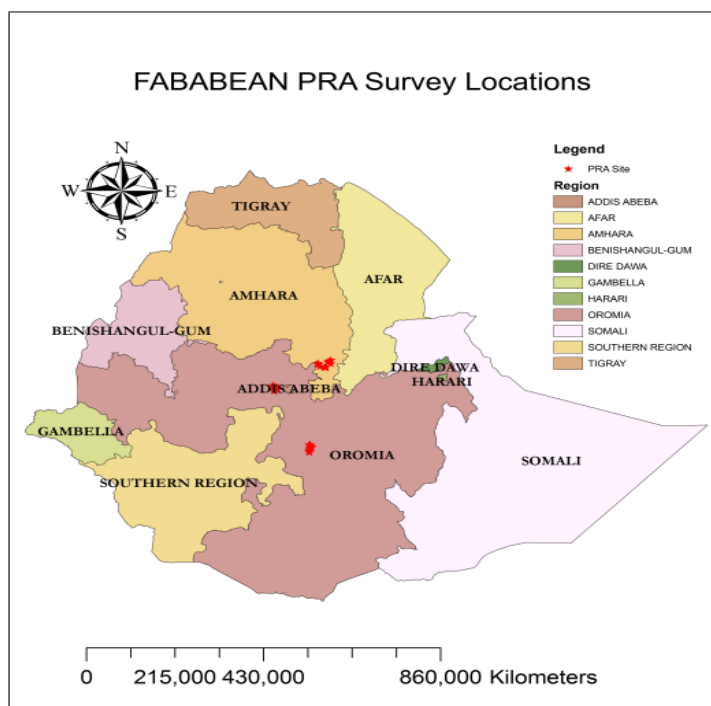 FABABEAN PRA Survey Locations
N
W
E
S
Legend
PRA Site
Region
ADDIS ABEBA
AFAR
AMHARA
BENISHANGUL-GUM
DIRE DAWA
GAMBELLA
HARARI
OROMIA
SOMALI
SOUTHERN REGION
TIGRAY
TIGRAY
AFAR
AMHARA
BENISHANGUL-GUM
DIRE DAWA
HARARI
ADDIS ABEBA
GAMBELLA
OROMIA
SOMALI
SOUTHERN REGION
0 215,000 430,000 860,000 Kilometers